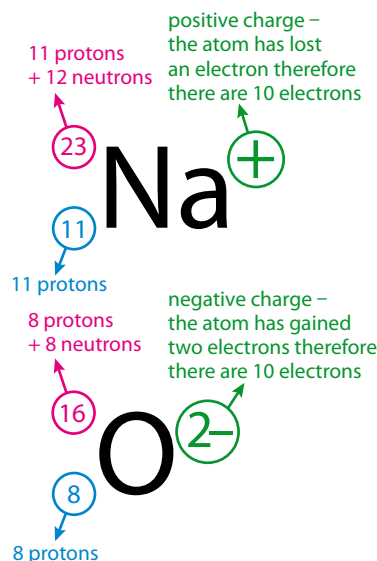 positive charge –
the atom has lost
an electron therefore
there are 10 electrons
11 protons
+ 12 neutrons
23
Na
+
11
11 protons
negative charge –
the atom has gained
two electrons therefore
there are 10 electrons
8 protons
+ 8 neutrons
16
O
2–
8
8 protons